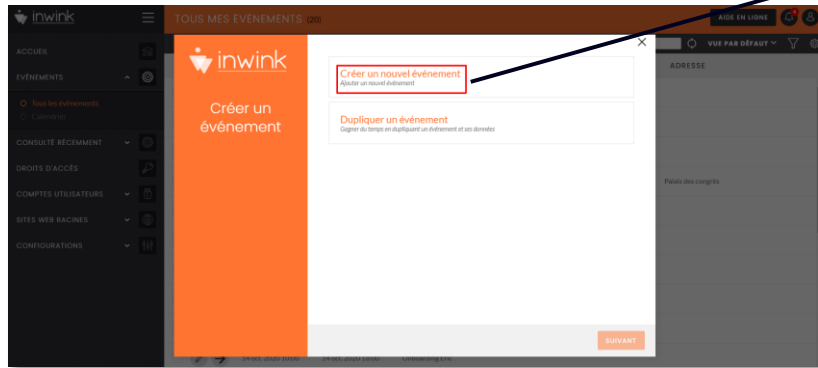 inwink
TOUS MES ÉVÉNEMENTS (20)
AIDE EN LIGNE
VUE PAR DÉFAUT
ACCUEIL
ÉVÉNEMENTS
Tous les événements
Calendrier
CONSULTÉ RÉCEMMENT
DROITS D'ACCÈS
COMPTES UTILISATEURS
SITES WEB RACINES
CONFIGURATIONS
inwink
Créer un
événement
Créer un nouvel événement
Ajouter un nouvel événement
Dupliquer un événement
Gagner du temps en dupliquant un événement et ses données
SUIVANT
ADRESSE
Palais des congrès